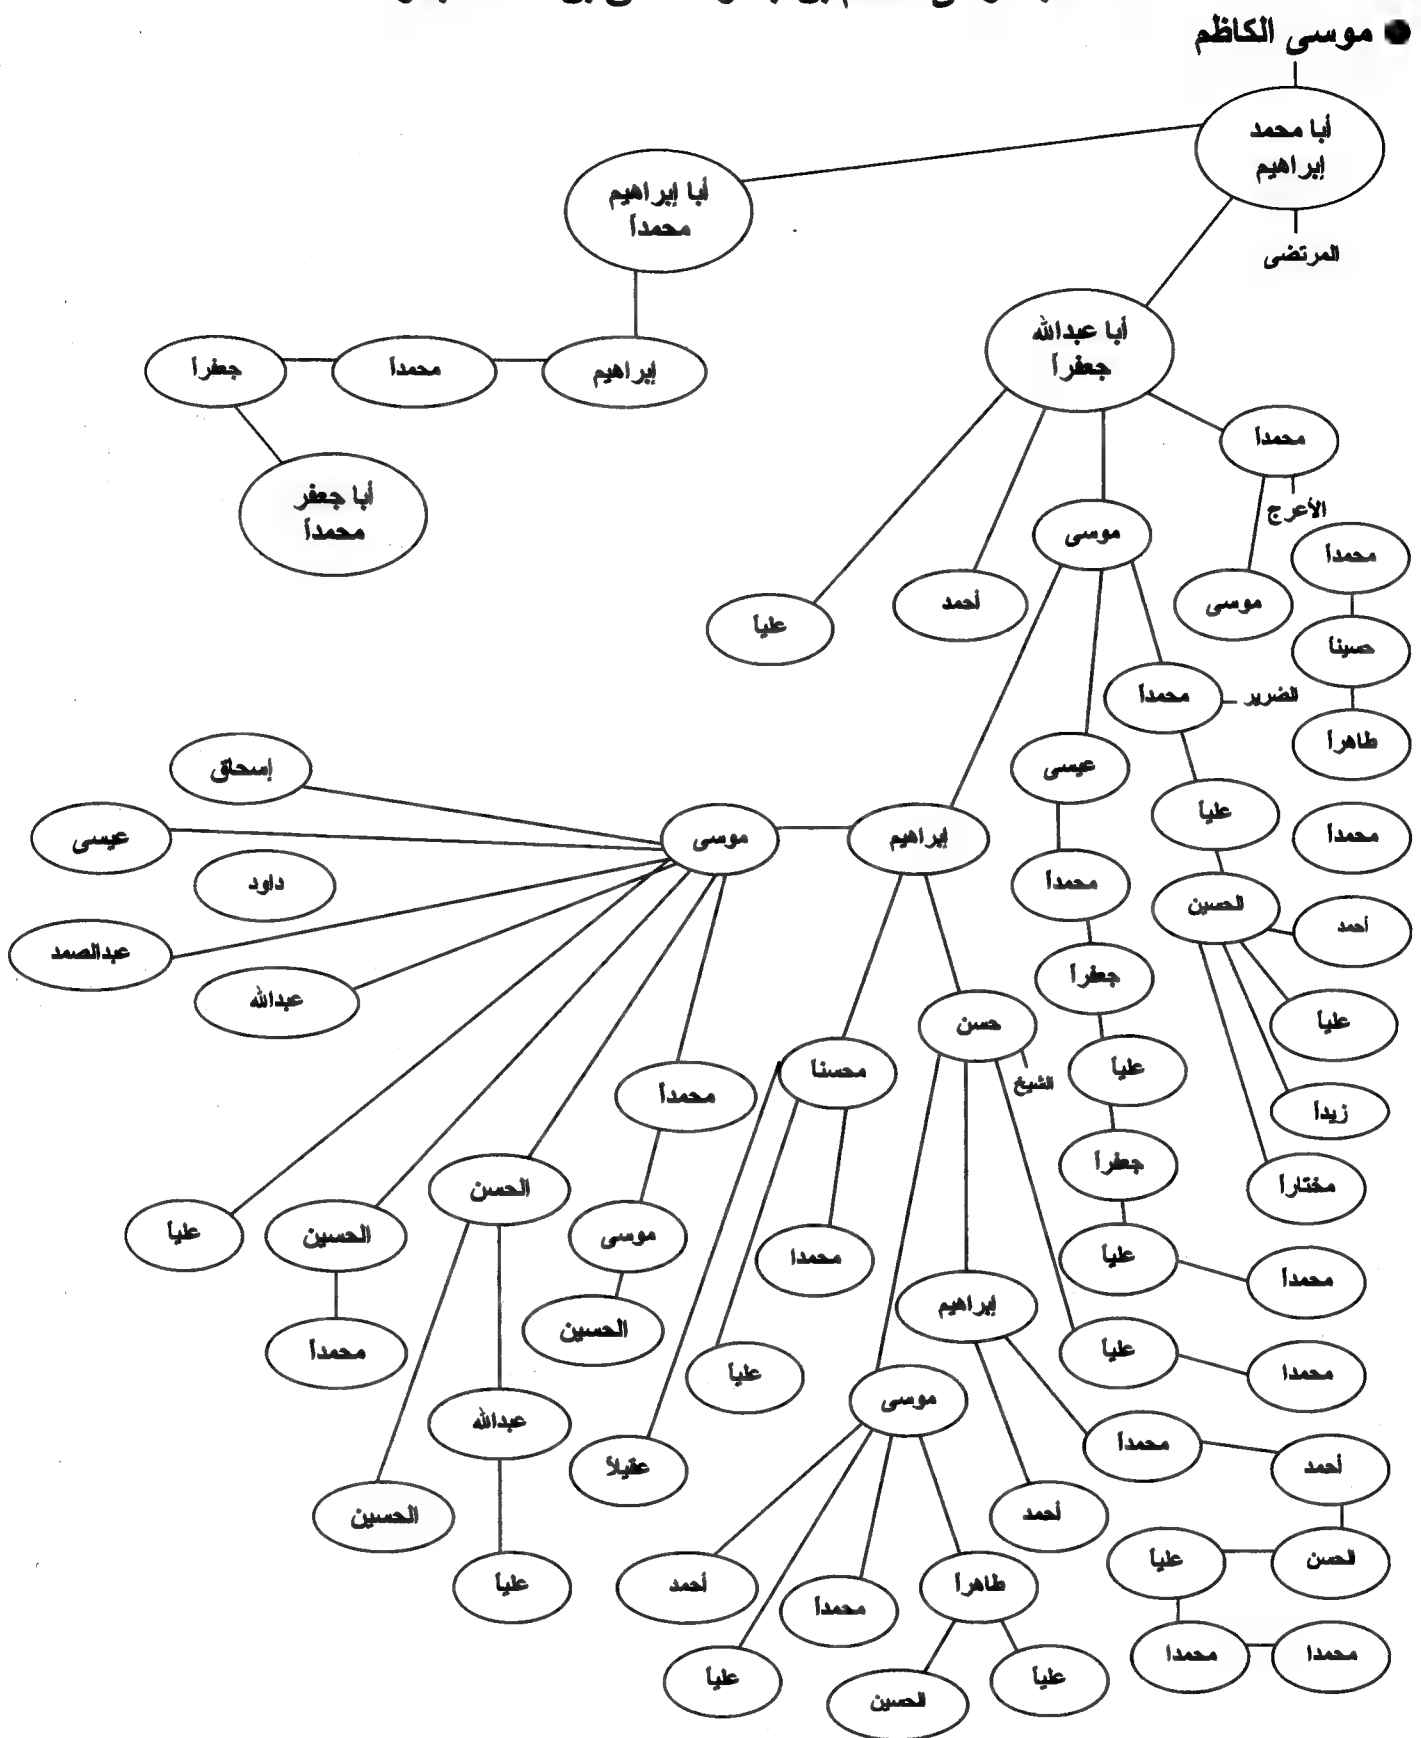 موسى الكاظم
أبا محمد
إبراهيم
المرتضى
أبا إبراهيم
محمداً
أبا عبدالله
جعفراً
إبراهيم
محمداً
جعفراً
أبا جعفر
محمداً
محمداً
الأعرج
موسى
موسى
أحمد
علياً
محمداً
حسيناً
طاهراً
محمداً
الضرير
محمداً
عيسى
علياً
إبراهيم
موسى
إسحاق
عيسى
داود
عبدالصمد
عبدالله
محمداً
الحسين
أحمد
علياً
زيداً
مختاراً
جعفراً
علياً
جعفراً
علياً
محمداً
حسن
الشيخ
محسنا
محمداً
الحسن
موسى
الحسين
علياً
الحسين
محمداً
محمدا
علياً
عقيلاً
إبراهيم
علياً
محمدا
موسى
عبدالله
الحسين
علياً
محمداً
أحمد
أحمد
الحسن
علياً
محمدا
محمدا
أحمد
علياً
محمداً
طاهراً
الحسين
علياً